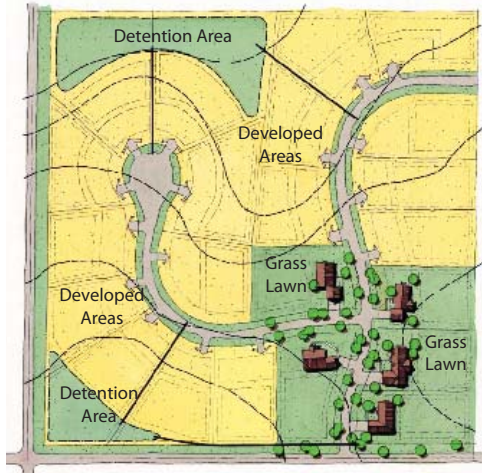 Detention Area
Developed
Areas
Grass
Lawn
Developed
Areas
Grass
Lawn
Detention
Area